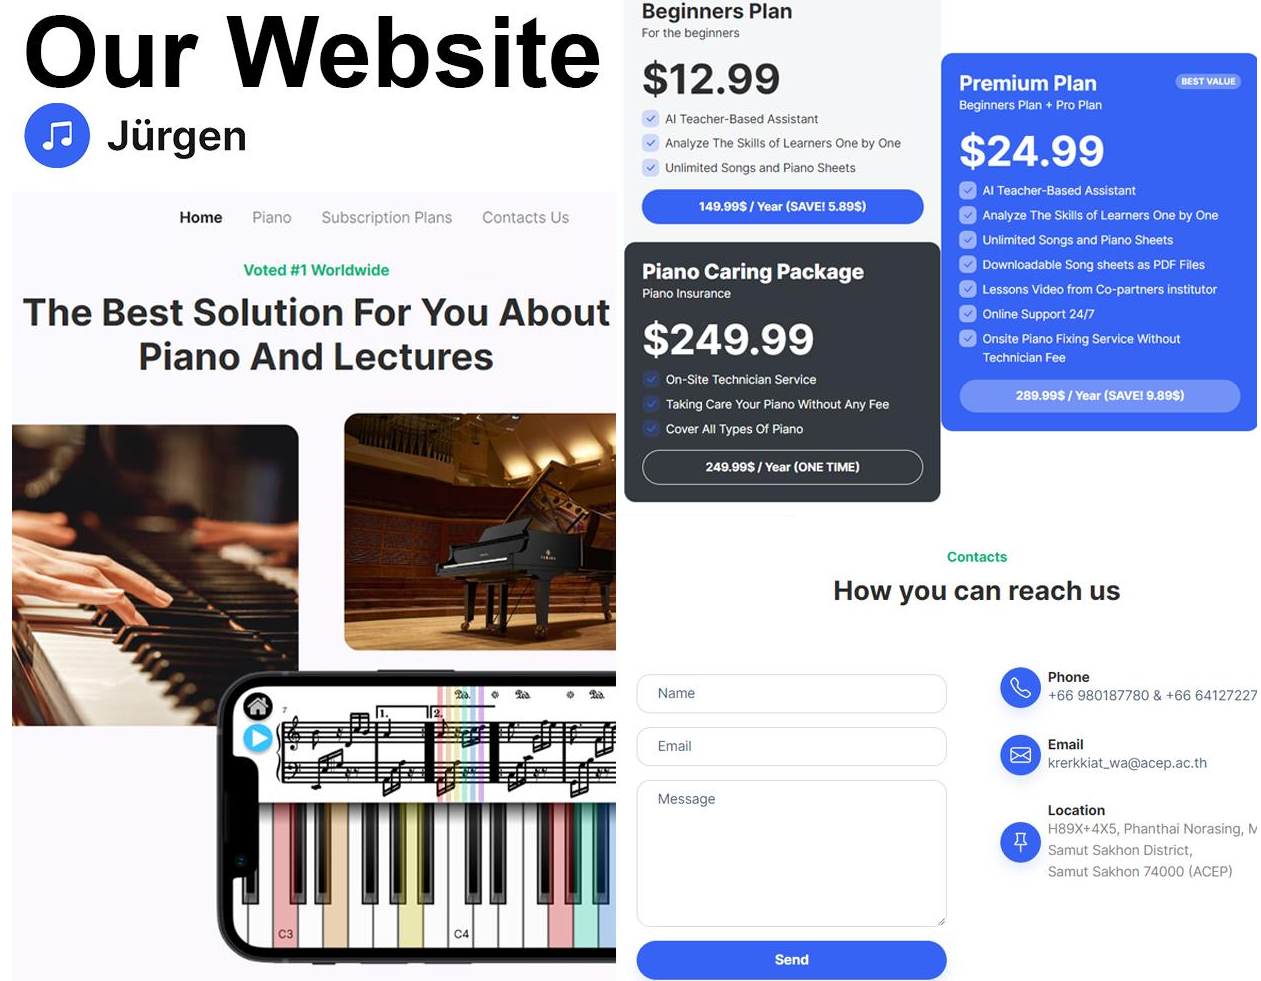 Our Website
Jürgen
Home Piano Subscription Plans Contacts Us
Voted #1 Worldwide
The Best Solution For You About
Piano And Lectures
7
1. 2.
C3 C4
Beginners Plan
For the beginners
$12.99
AI Teacher-Based Assistant
Analyze The Skills of Learners One by One
Unlimited Songs and Piano Sheets
149.99$ / Year (SAVE! 5.89$)
Piano Caring Package
Piano Insurance
$249.99
On-Site Technician Service
Taking Care Your Piano Without Any Fee
Cover All Types Of Piano
249.99$ / Year (ONE TIME)
Premium Plan
BEST VALUE
Beginners Plan + Pro Plan
$24.99
AI Teacher-Based Assistant
Analyze The Skills of Learners One by One
Unlimited Songs and Piano Sheets
Downloadable Song sheets as PDF Files
Lessons Video from Co-partners institutor
Online Support 24/7
Onsite Piano Fixing Service Without
Technician Fee
289.99$ / Year (SAVE! 9.89$)
Contacts
How you can reach us
Name
Email
Message
Send
Phone
+66 980187780 & +66 64127227
Email
krerkkiat_wa@acep.ac.th
Location
H89X+4X5, Phanthai Norasing, M
Samut Sakhon District,
Samut Sakhon 74000 (ACEP)